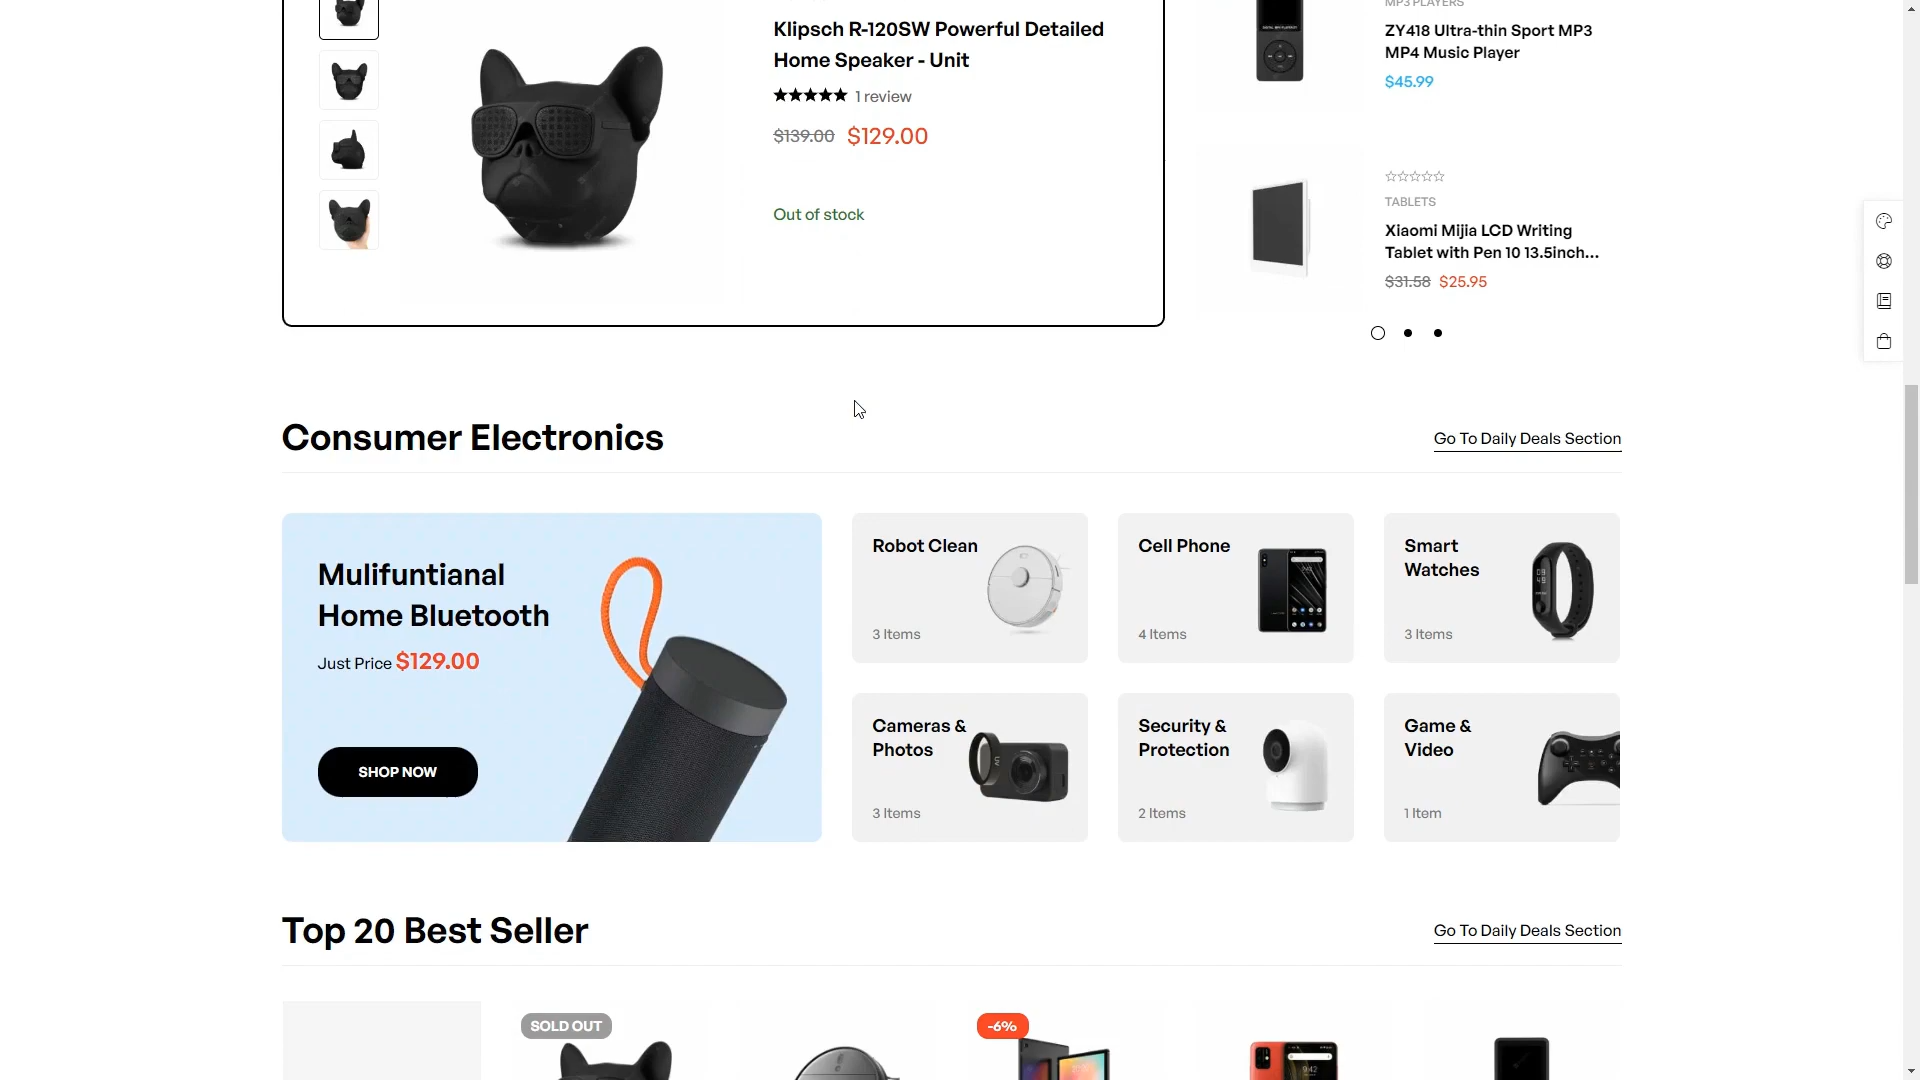 Klipsch R-120SW Powerful Detailed
Home Speaker - Unit
1 review
$139.00 $129.00
Out of stock
MP3 PLAYERS
ZY418 Ultra-thin Sport MP3
MP4 Music Player
$45.99
TABLETS
Xiaomi Mijia LCD Writing
Tablet with Pen 10 13.5inch...
$31.58 $25.95
Consumer Electronics
Go To Daily Deals Section
Mulifuntianal
Home Bluetooth
Just Price $129.00
SHOP NOW
Robot Clean
3 Items
Cell Phone
4 Items
Smart
Watches
3 Items
Cameras &
Photos
3 Items
Security &
Protection
2 Items
Game &
Video
1 Item
Top 20 Best Seller
Go To Daily Deals Section
SOLD OUT
-6%